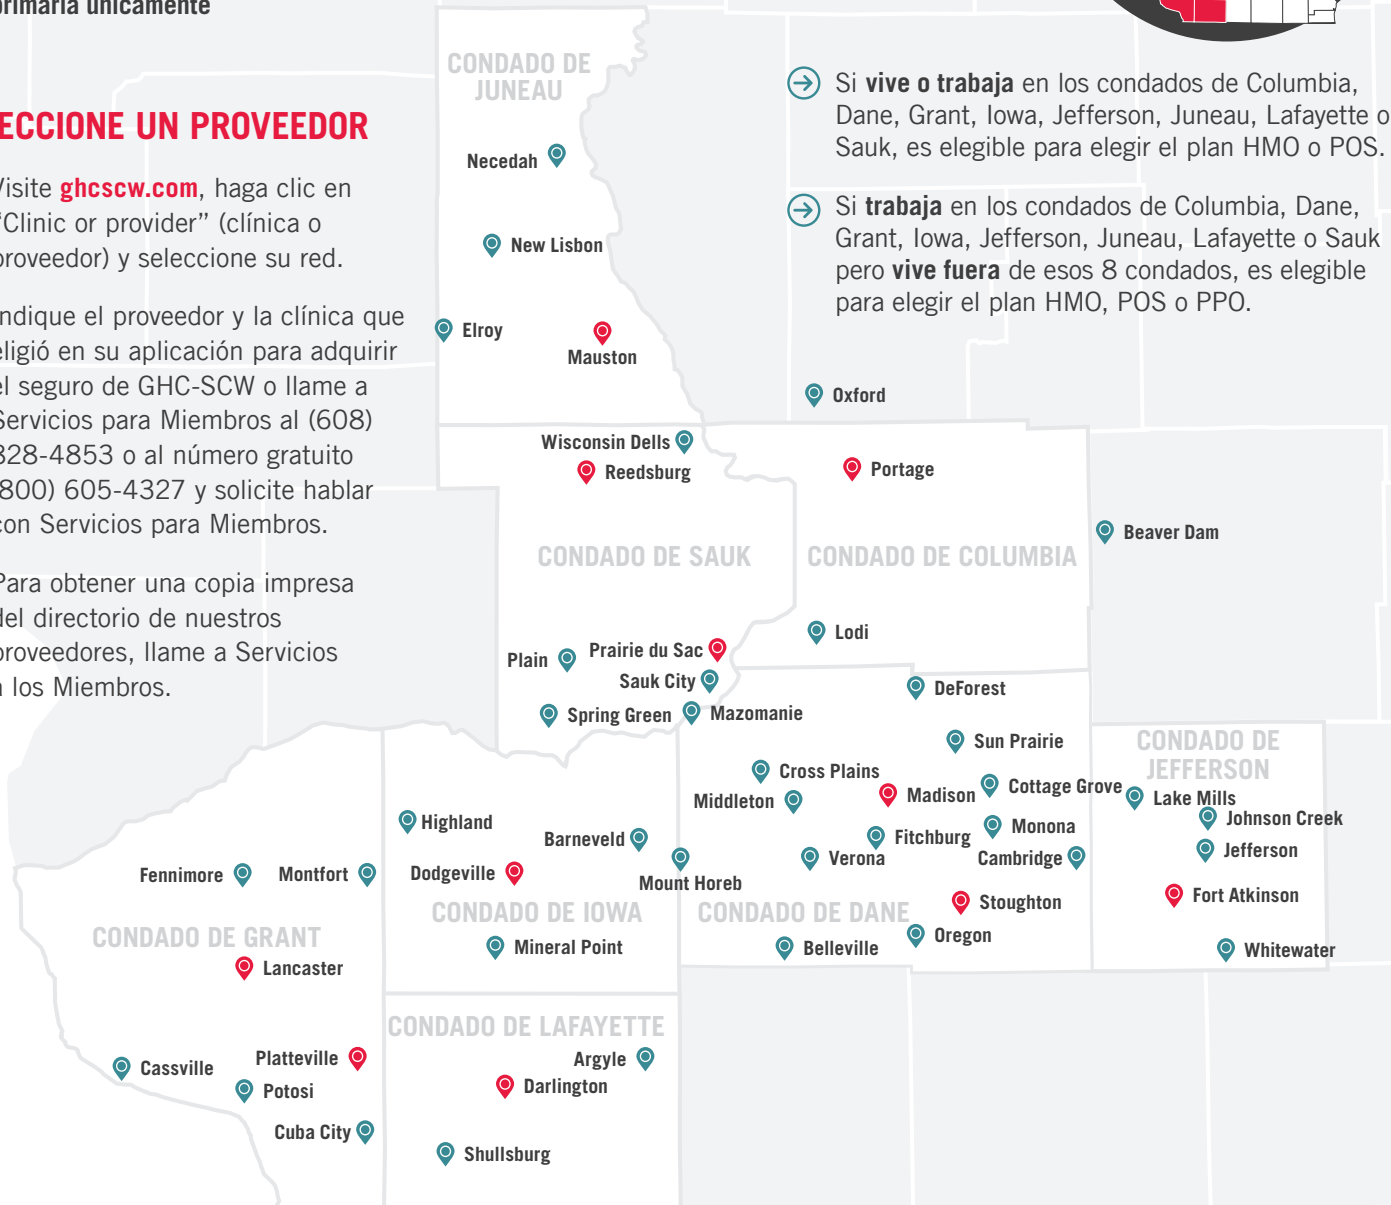 primaria únicamente
ECCIONE UN PROVEEDOR
Visite ghcscw.com, haga clic en
“Clinic or provider” (clínica o
proveedor) y seleccione su red.
Indique el proveedor y la clínica que
eligió en su aplicación para adquirir
el seguro de GHC-SCW o llame a
Servicios para Miembros al (608)
828-4853 o al número gratuito
(800) 605-4327 y solicite hablar
con Servicios para Miembros.
Para obtener una copia impresa
del directorio de nuestros
proveedores, llame a Servicios
a los Miembros.
Si vive o trabaja en los condados de Columbia,
Dane, Grant, Iowa, Jefferson, Juneau, Lafayette o
Sauk, es elegible para elegir el plan HMO o POS.
Si trabaja en los condados de Columbia, Dane,
Grant, Iowa, Jefferson, Juneau, Lafayette o Sauk
pero vive fuera de esos 8 condados, es elegible
para elegir el plan HMO, POS o PPO.
CONDADO DE
JUNEAU
Necedah
New Lisbon
Elroy
Mauston
Oxford
Wisconsin Dells
Reedsburg
Portage
Beaver Dam
CONDADO DE SAUK
CONDADO DE COLUMBIA
Lodi
Prairie du Sac
Plain
Sauk City
Spring Green
Mazomanie
DeForest
Sun Prairie
CONDADO DE
JEFFERSON
Cross Plains
Middleton
Madison
Cottage Grove
Lake Mills
Johnson Creek
Highland
Barneveld
Fitchburg
Monona
Verona
Cambridge
Jefferson
Fennimore
Montfort
Dodgeville
Mount Horeb
Stoughton
Fort Atkinson
CONDADO DE IOWA
CONDADO DE DANE
CONDADO DE GRANT
Mineral Point
Belleville
Oregon
Whitewater
Lancaster
CONDADO DE LAFAYETTE
Platteville
Argyle
Cassville
Darlington
Potosi
Cuba City
Shullsburg